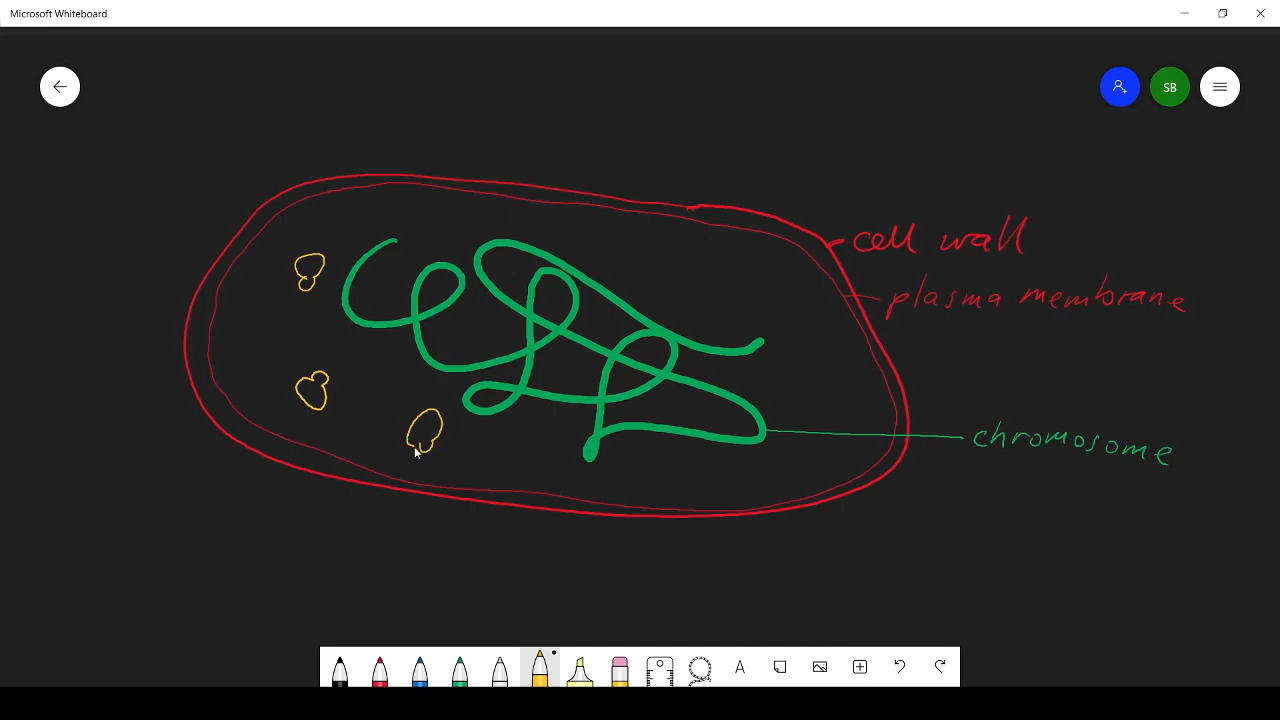 Microsoft Whiteboard
SB
cell wall
plasma membrane
chromosome
A